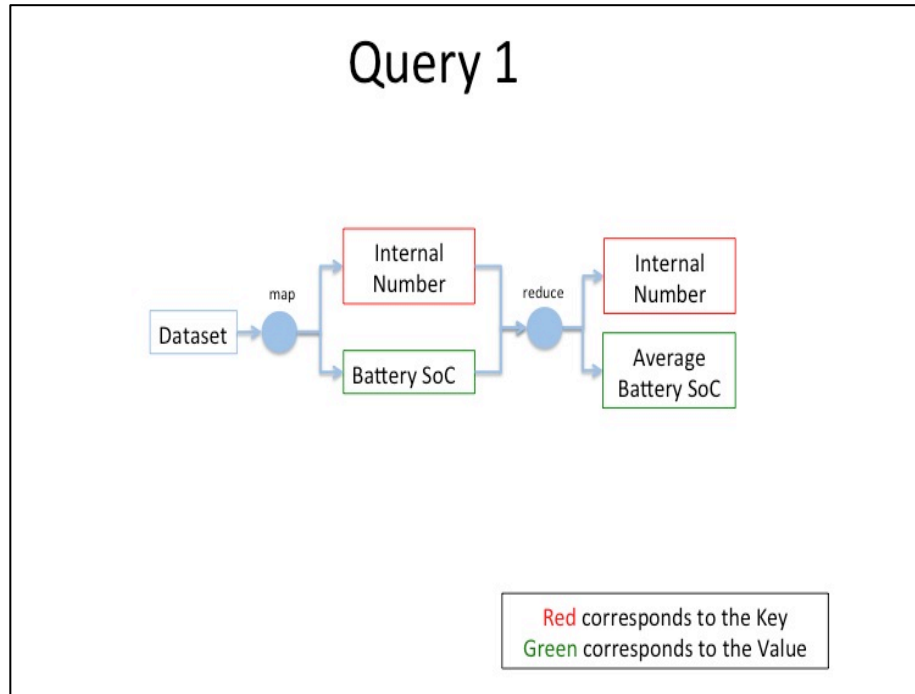 Query 1
Dataset
map
Internal
Number
Battery SoC
reduce
Internal
Number
Average
Battery SoC
Red corresponds to the Key
Green corresponds to the Value